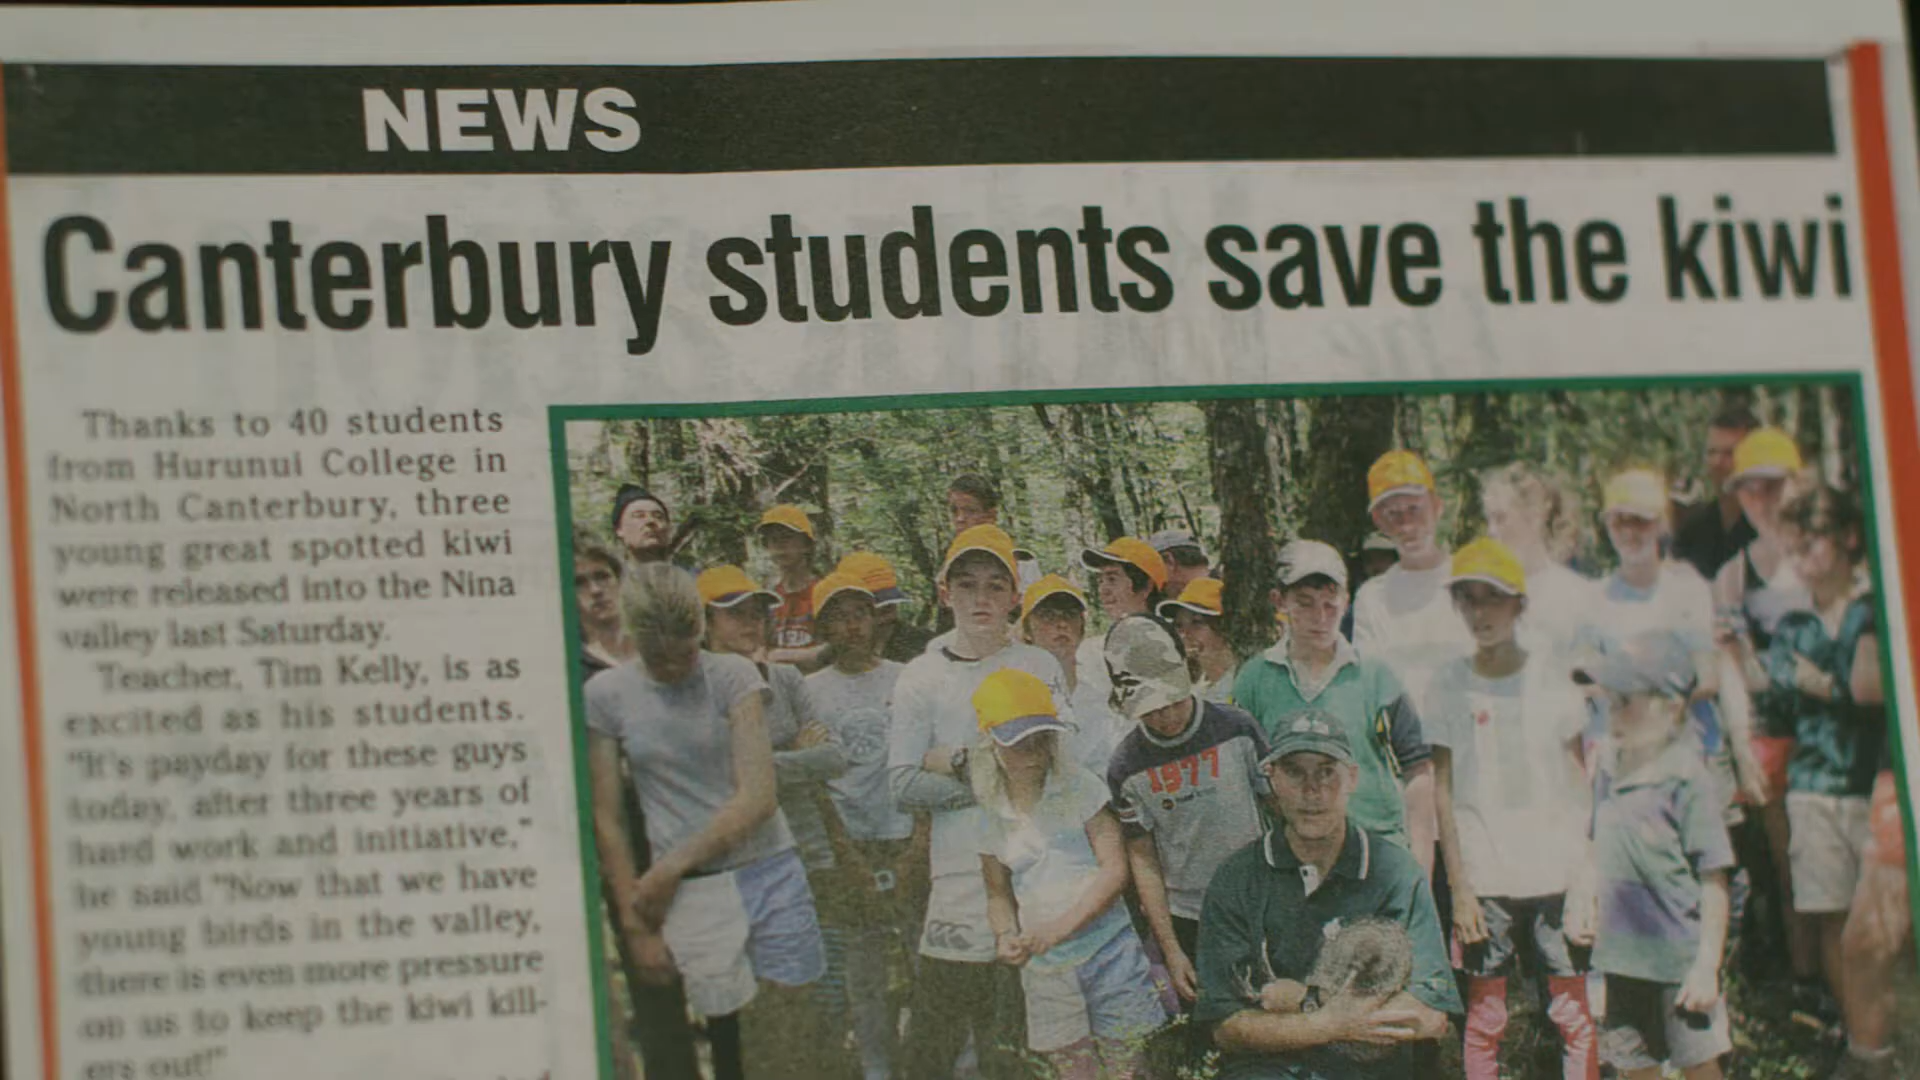 NEWS
Canterbury students save the kiwi
Thanks to 40 students
from Hurunui College in
North Canterbury, three
young great spotted kiwi
were released into the Nina
valley last Saturday.
Teacher, Tim Kelly, is as
excited as his students.
"It's payday for these guys
today, after three years of
hard work and initiative,"
he said "Now that we have
young birds in the valley,
there is even more pressure
on us to keep the kiwi kill-
ers out!"
1977